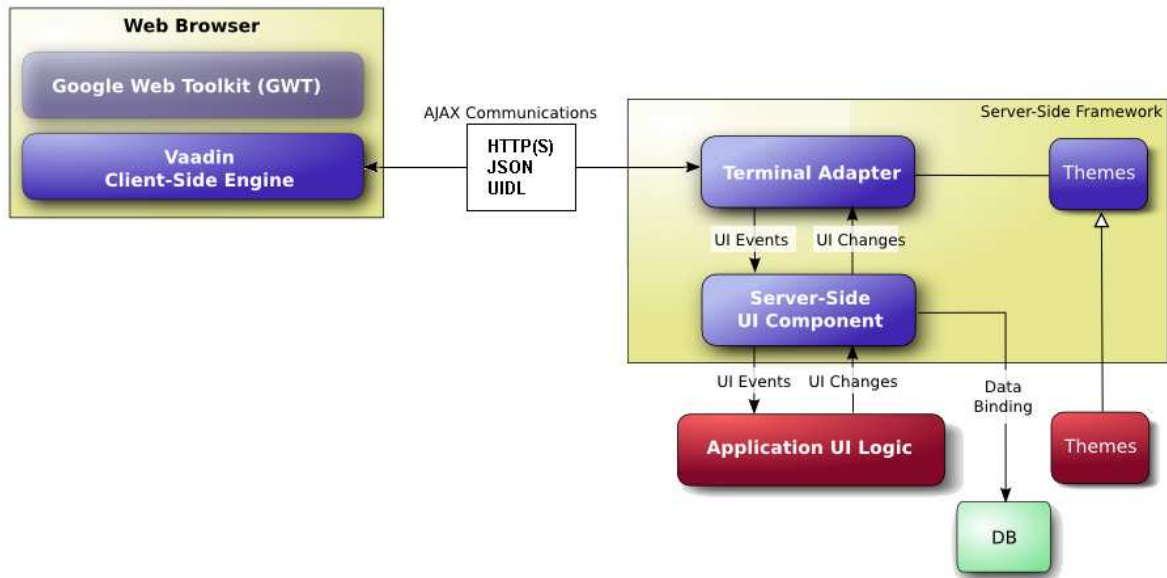 Web Browser
Google Web Toolkit (GWT)
Vaadin
Client-Side Engine
AJAX Communications
HTTP(S)
JSON
UIDL
Server-Side Framework
Terminal Adapter
Themes
UI Events
UI Changes
Server-Side
UI Component
UI Events
UI Changes
Data
Binding
Application UI Logic
Themes
DB